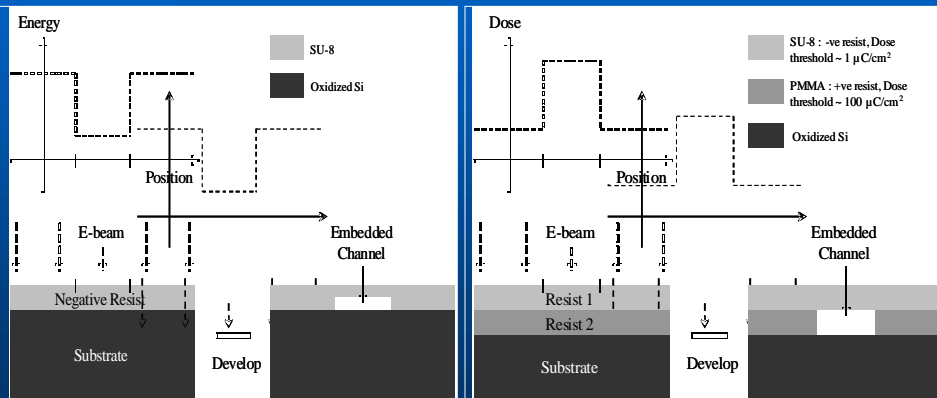 Energy
SU-8
Oxidized Si
Position
E-beam
Embedded
Channel
Negative Resist
Substrate
Develop
Dose
SU-8 : -ve resist, Dose
threshold ~ 1 µC/cm²
PMMA : +ve resist, Dose
threshold ~ 100 µC/cm²
Oxidized Si
Position
E-beam
Embedded
Channel
Resist 1
Resist 2
Substrate
Develop